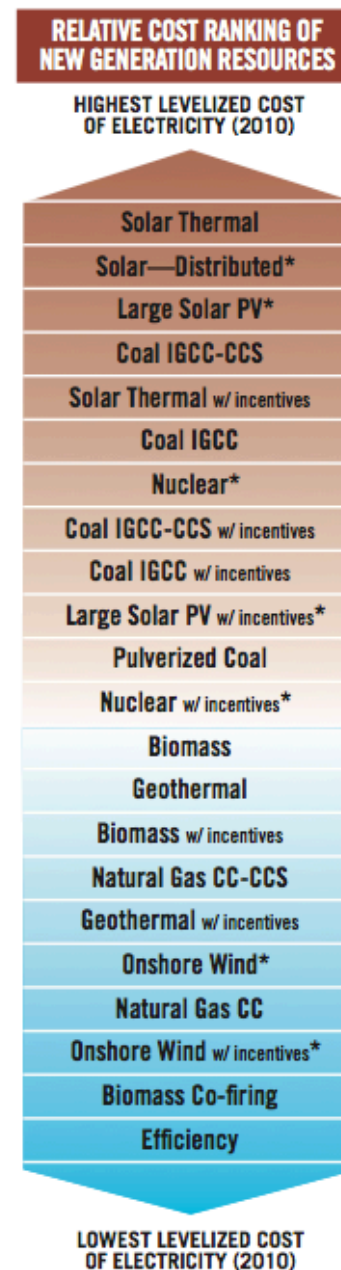 RELATIVE COST RANKING OF
NEW GENERATION RESOURCES
HIGHEST LEVELIZED COST
OF ELECTRICITY (2010)
Solar Thermal
Solar—Distributed*
Large Solar PV*
Coal IGCC-CCS
Solar Thermal w/ incentives
Coal IGCC
Nuclear*
Coal IGCC-CCS w/ incentives
Coal IGCC w/ incentives
Large Solar PV w/ incentives*
Pulverized Coal
Nuclear w/ incentives*
Biomass
Geothermal
Biomass w/ incentives
Natural Gas CC-CCS
Geothermal w/ incentives
Onshore Wind*
Natural Gas CC
Onshore Wind w/ incentives*
Biomass Co-firing
Efficiency
LOWEST LEVELIZED COST
OF ELECTRICITY (2010)